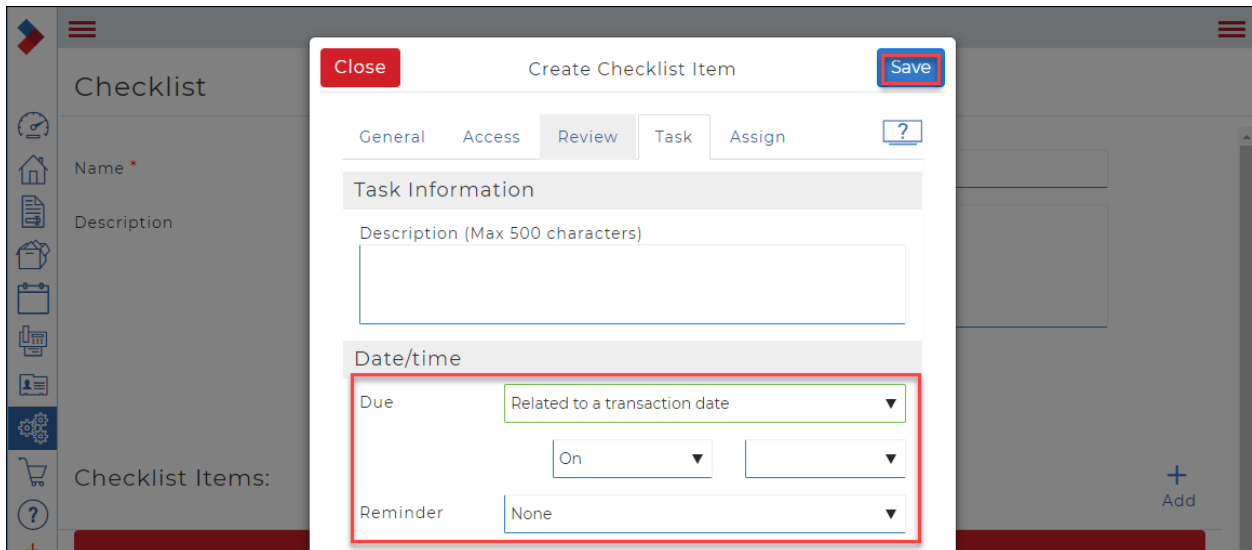 Close
Create Checklist Item
Save
Checklist
General Access Review Task Assign ?
Name *
Task Information
Description
Description (Max 500 characters)
Date/time
Due Related to a transaction date
On
Checklist Items:
+
Add
Reminder None
?